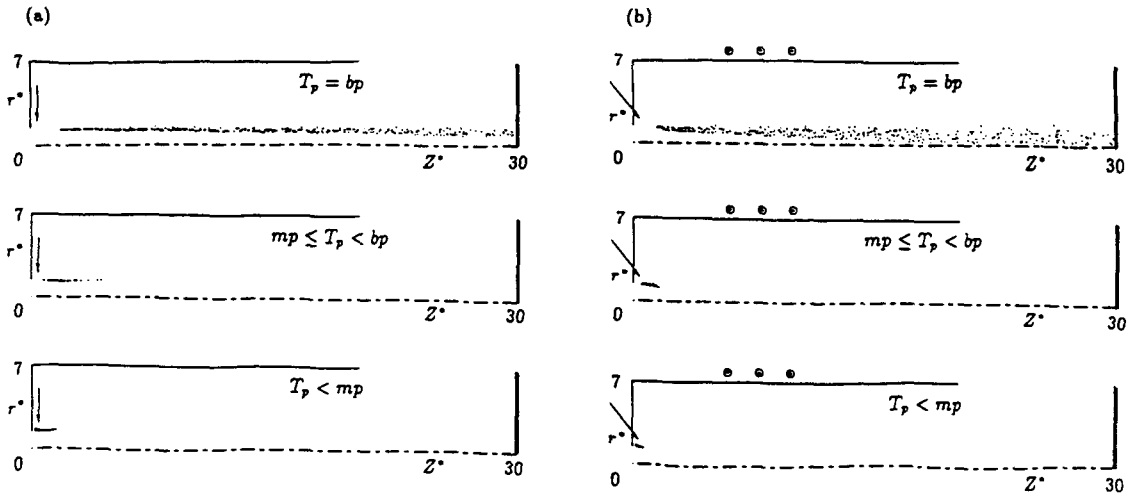 (a)
7
T_p = bp
r*
0
Z*
30
7
mp ≤ T_p < bp
r*
0
Z*
30
7
T_p < mp
r*
0
Z*
30
(b)
7
T_p = bp
r*
0
Z*
30
7
mp ≤ T_p < bp
r*
0
Z*
30
7
T_p < mp
r*
0
Z*
30